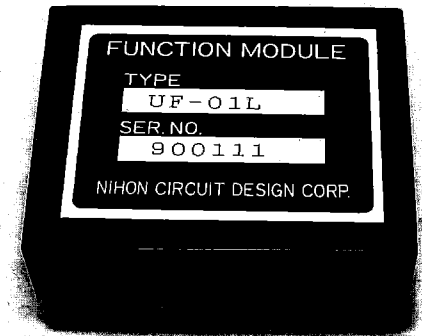 FUNCTION MODULE
TYPE
UF-01L
SER. NO.
900111
NIHON CIRCUIT DESIGN CORP.